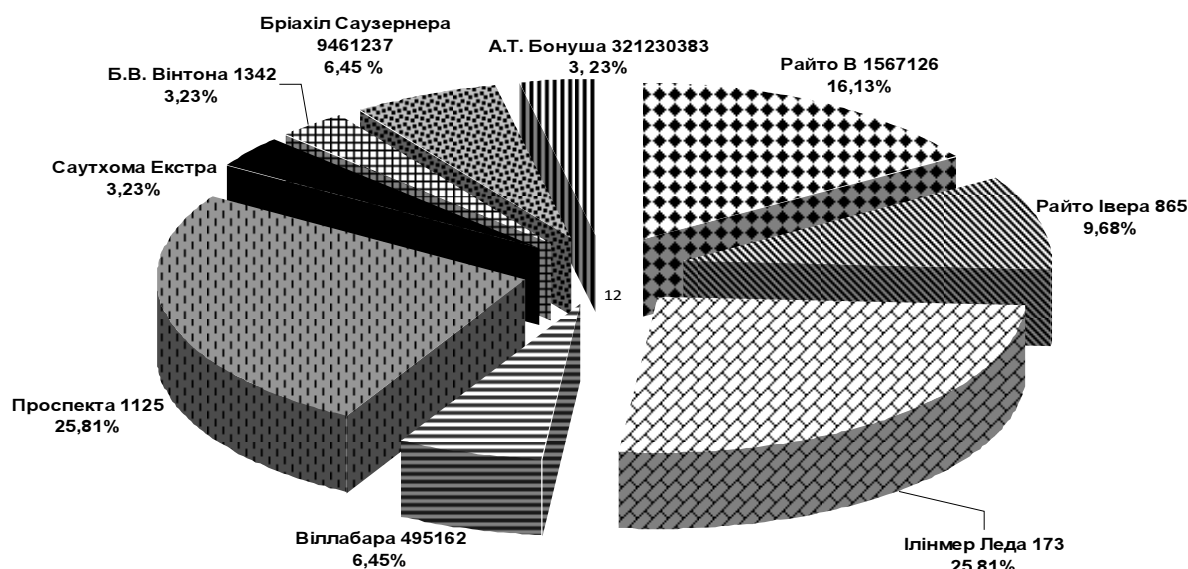 Бріахіл Саузернера
9461237
6,45 %
А.Т. Бонуша 321230383
3, 23%
Райто В 1567126
16,13%
Б.В. Вінтона 1342
3,23%
Саутхома Екстра
3,23%
Райто Івера 865
9,68%
12
Проспекта 1125
25,81%
Віллабара 495162
6,45%
Ілінмер Леда 173
25,81%